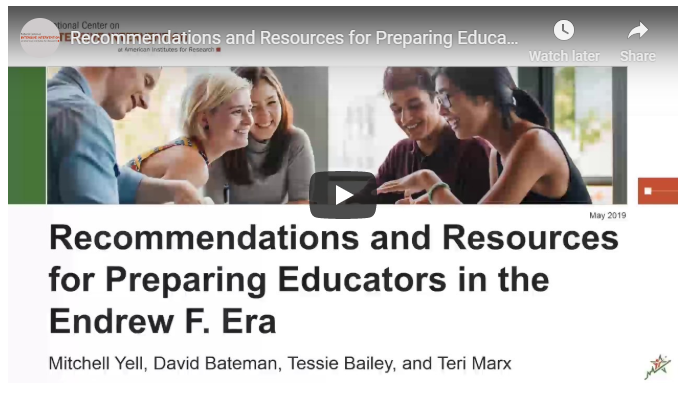 tional Center on
at American Institutes for Research
Recommendations and Resources for Preparing Educa...
Watch later
Share
May 2019
Recommendations and Resources
for Preparing Educators in the
Endrew F. Era
Mitchell Yell, David Bateman, Tessie Bailey, and Teri Marx